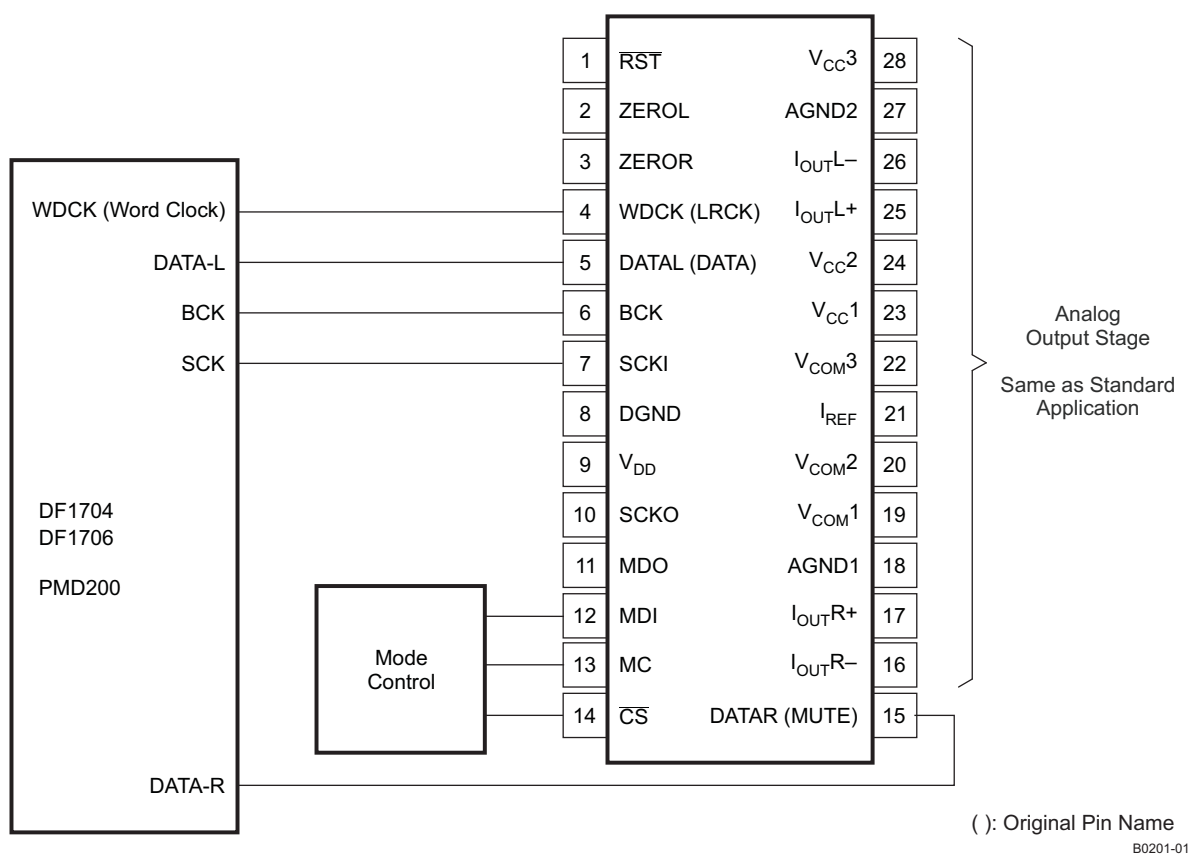 WDCK (Word Clock)
DATA-L
BCK
SCK
DF1704
DF1706
PMD200
DATA-R
Mode
Control
1 RST
2 ZEROL
3 ZEROR
4 WDCK (LRCK)
5 DATAL (DATA)
6 BCK
7 SCKI
8 DGND
9 VDD
10 SCKO
11 MDO
12 MDI
13 MC
14 CS
VCC3 28
AGND2 27
IOUTL– 26
IOUTL+ 25
VCC2 24
VCC1 23
VCOM3 22
IREF 21
VCOM2 20
VCOM1 19
AGND1 18
IOUTR+ 17
IOUTR– 16
DATAR (MUTE) 15
Analog
Output Stage
Same as Standard
Application
( ): Original Pin Name
B0201-01